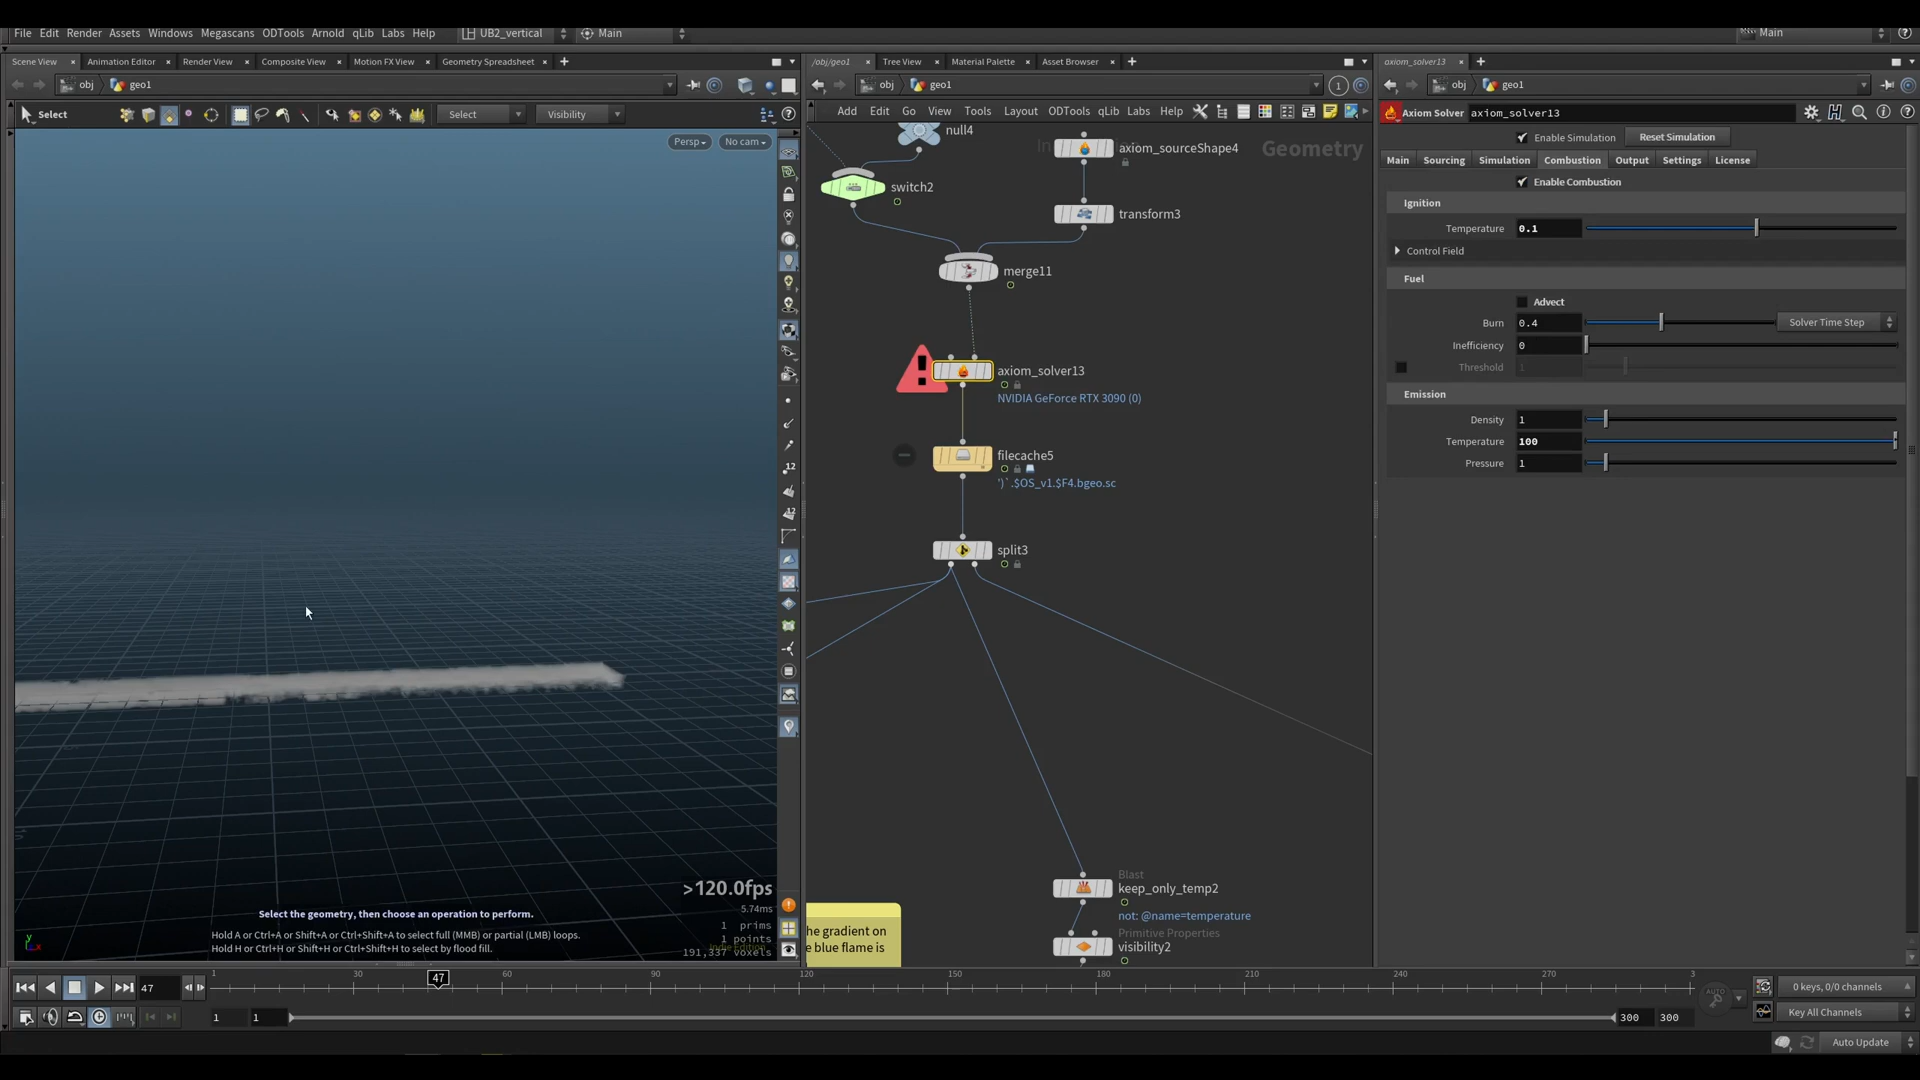 File Edit Render Assets Windows Megascans ODTools Arnold qLib Labs Help UB2_vertical Main Main
Scene View Animation Editor Render View Composite View Motion FX View Geometry Spreadsheet
/obj/geo1 Tree View Material Palette Asset Browser
axiom_solver13
obj geo1
obj geo1
obj geo1
Select Select Visibility
Add Edit Go View Tools Layout ODTools qLib Labs Help
Axiom Solver axiom_solver13
Persp No cam
Geometry
null4
axiom_sourceShape4
switch2
transform3
merge11
axiom_solver13
NVIDIA GeForce RTX 3090 (0)
filecache5
')`.$OS_v1.$F4.bgeo.sc
split3
Blast
keep_only_temp2
not: @name=temperature
Primitive Properties
visibility2
he gradient on
e blue flame is
Enable Simulation Reset Simulation
Main Sourcing Simulation Combustion Output Settings License
Enable Combustion
Ignition
Temperature 0.1
Control Field
Fuel
Advect
Burn 0.4 Solver Time Step
Inefficiency 0
Threshold 1
Emission
Density 1
Temperature 100
Pressure 1
12
12
>120.0fps
5.74ms
1 prims
1 points
191,337 voxels
Select the geometry, then choose an operation to perform.
Hold A or Ctrl+A or Shift+A or Ctrl+Shift+A to select full (MMB) or partial (LMB) loops.
Hold H or Ctrl+H or Shift+H or Ctrl+Shift+H to select by flood fill.
y x
47 1 30 47 60 90 120 150 180 210 240 270 3
AUTO
0 keys, 0/0 channels
1 1 300 300 Key All Channels
Auto Update